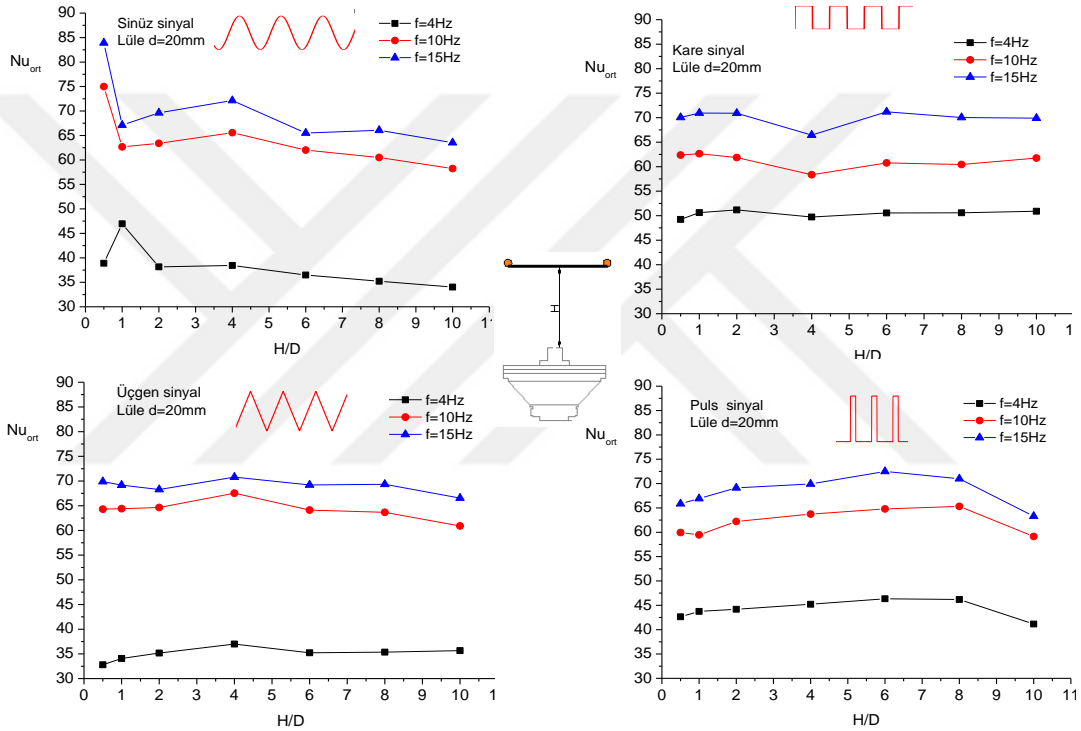 Sinüz sinyal
Lüle d=20mm
f=4Hz
f=10Hz
f=15Hz
Nu_ort
90
85
80
75
70
65
60
55
50
45
40
35
30
0 1 2 3 4 5 6 7 8 9 10 11
H/D
Kare sinyal
Lüle d=20mm
f=4Hz
f=10Hz
f=15Hz
Nu_ort
90
85
80
75
70
65
60
55
50
45
40
35
30
0 1 2 3 4 5 6 7 8 9 10 11
H/D
H
Üçgen sinyal
Lüle d=20mm
f=4Hz
f=10Hz
f=15Hz
Nu_ort
90
85
80
75
70
65
60
55
50
45
40
35
30
0 1 2 3 4 5 6 7 8 9 10 11
H/D
Puls sinyal
Lüle d=20mm
f=4Hz
f=10Hz
f=15Hz
Nu_ort
90
85
80
75
70
65
60
55
50
45
40
35
30
0 1 2 3 4 5 6 7 8 9 10 11
H/D